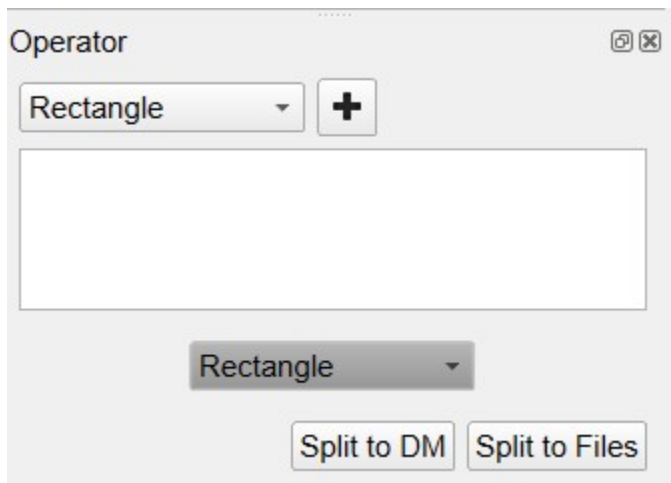 Operator
Rectangle
Rectangle
Split to DM Split to Files